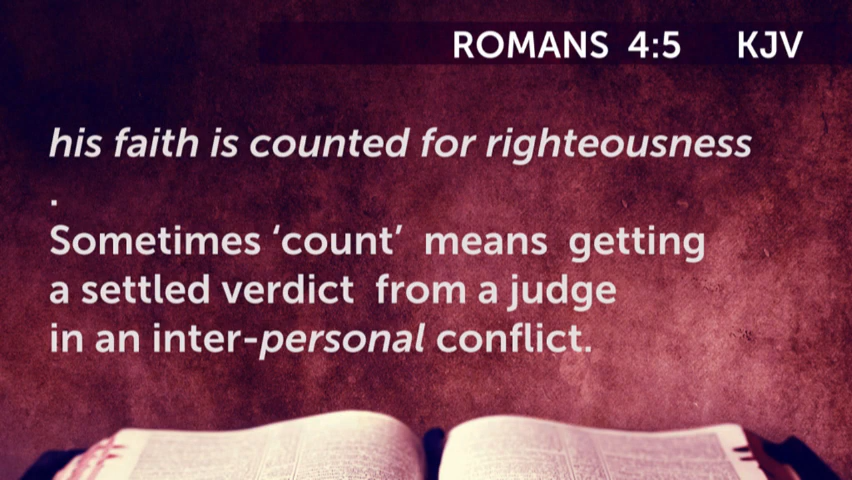 ROMANS 4:5 KJV
his faith is counted for righteousness
.
Sometimes ‘count’ means getting
a settled verdict from a judge
in an inter-personal conflict.